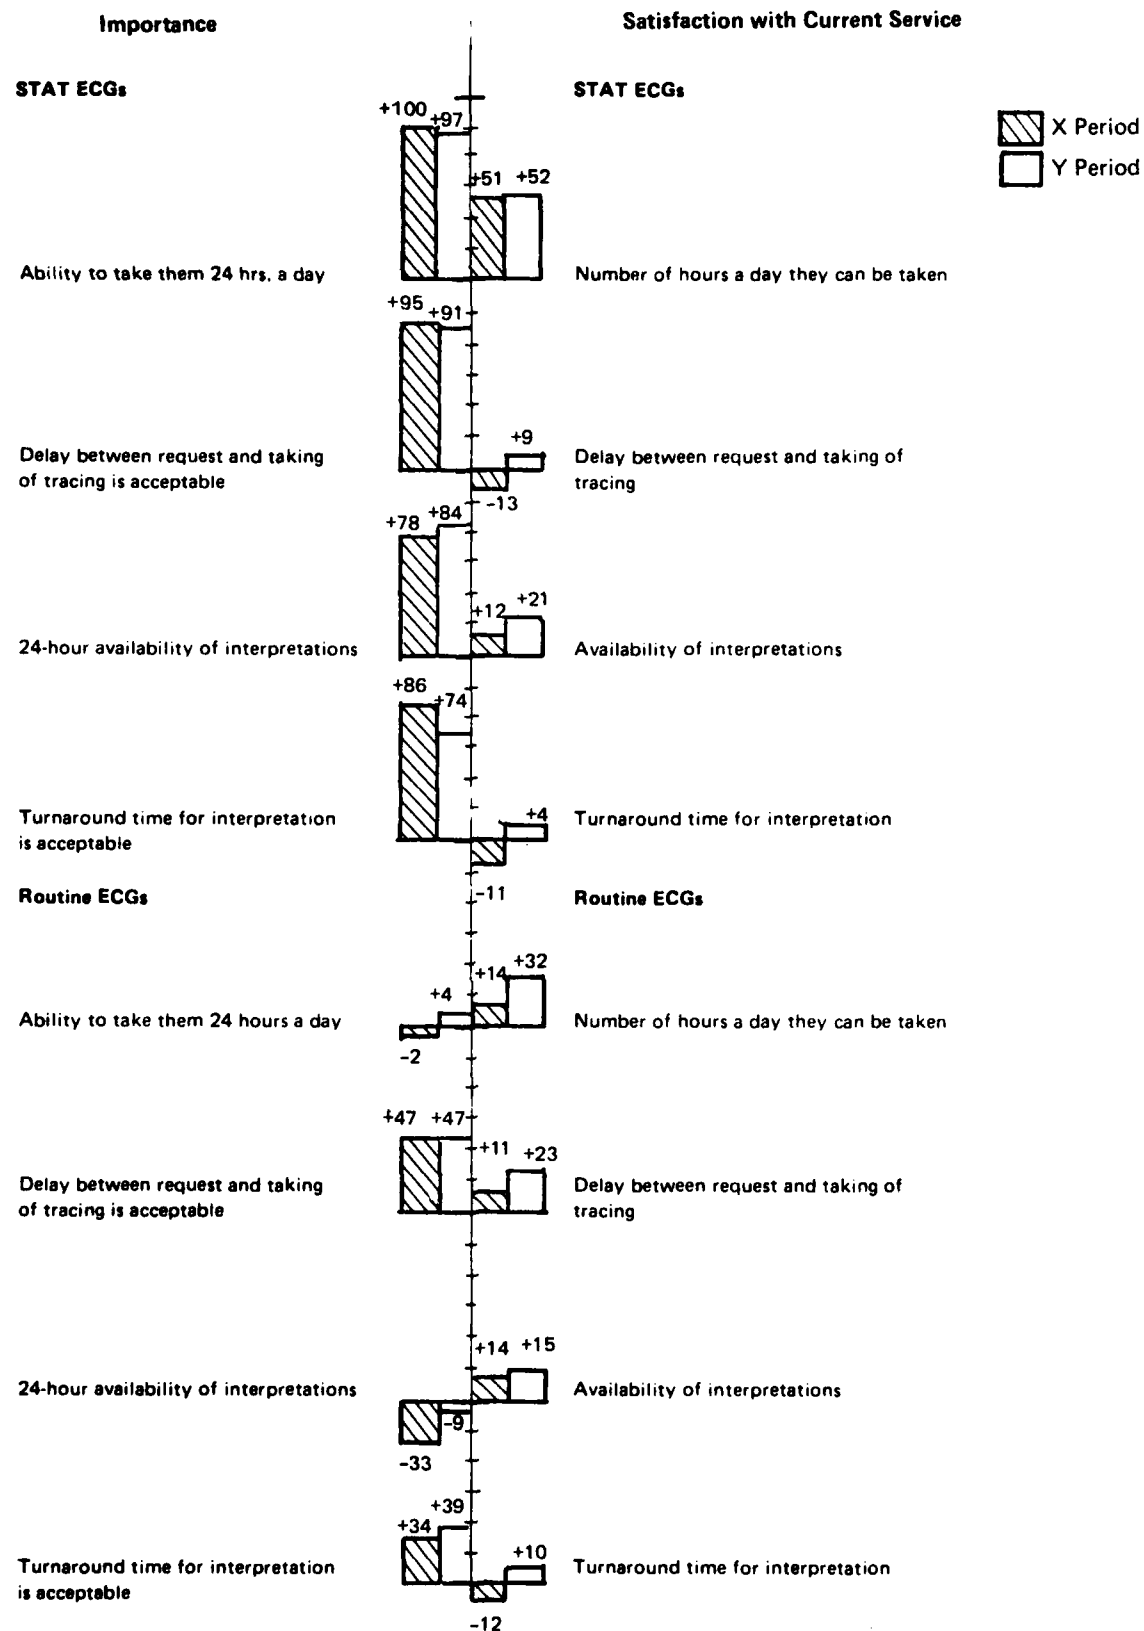 Importance
Satisfaction with Current Service
STAT ECGs
STAT ECGs
X Period
Y Period
+100 +97
+51 +52
Ability to take them 24 hrs. a day
Number of hours a day they can be taken
+95 +91
+9
Delay between request and taking
of tracing is acceptable
Delay between request and taking of
tracing
-13
+78 +84
+12 +21
24-hour availability of interpretations
Availability of interpretations
+86 +74
+4
Turnaround time for interpretation
is acceptable
Turnaround time for interpretation
-11
Routine ECGs
Routine ECGs
+4
+14 +32
Ability to take them 24 hours a day
Number of hours a day they can be taken
-2
+47 +47
+11 +23
Delay between request and taking
of tracing is acceptable
Delay between request and taking of
tracing
+14 +15
24-hour availability of interpretations
Availability of interpretations
-9
-33
+34 +39
+10
Turnaround time for interpretation
is acceptable
Turnaround time for interpretation
-12